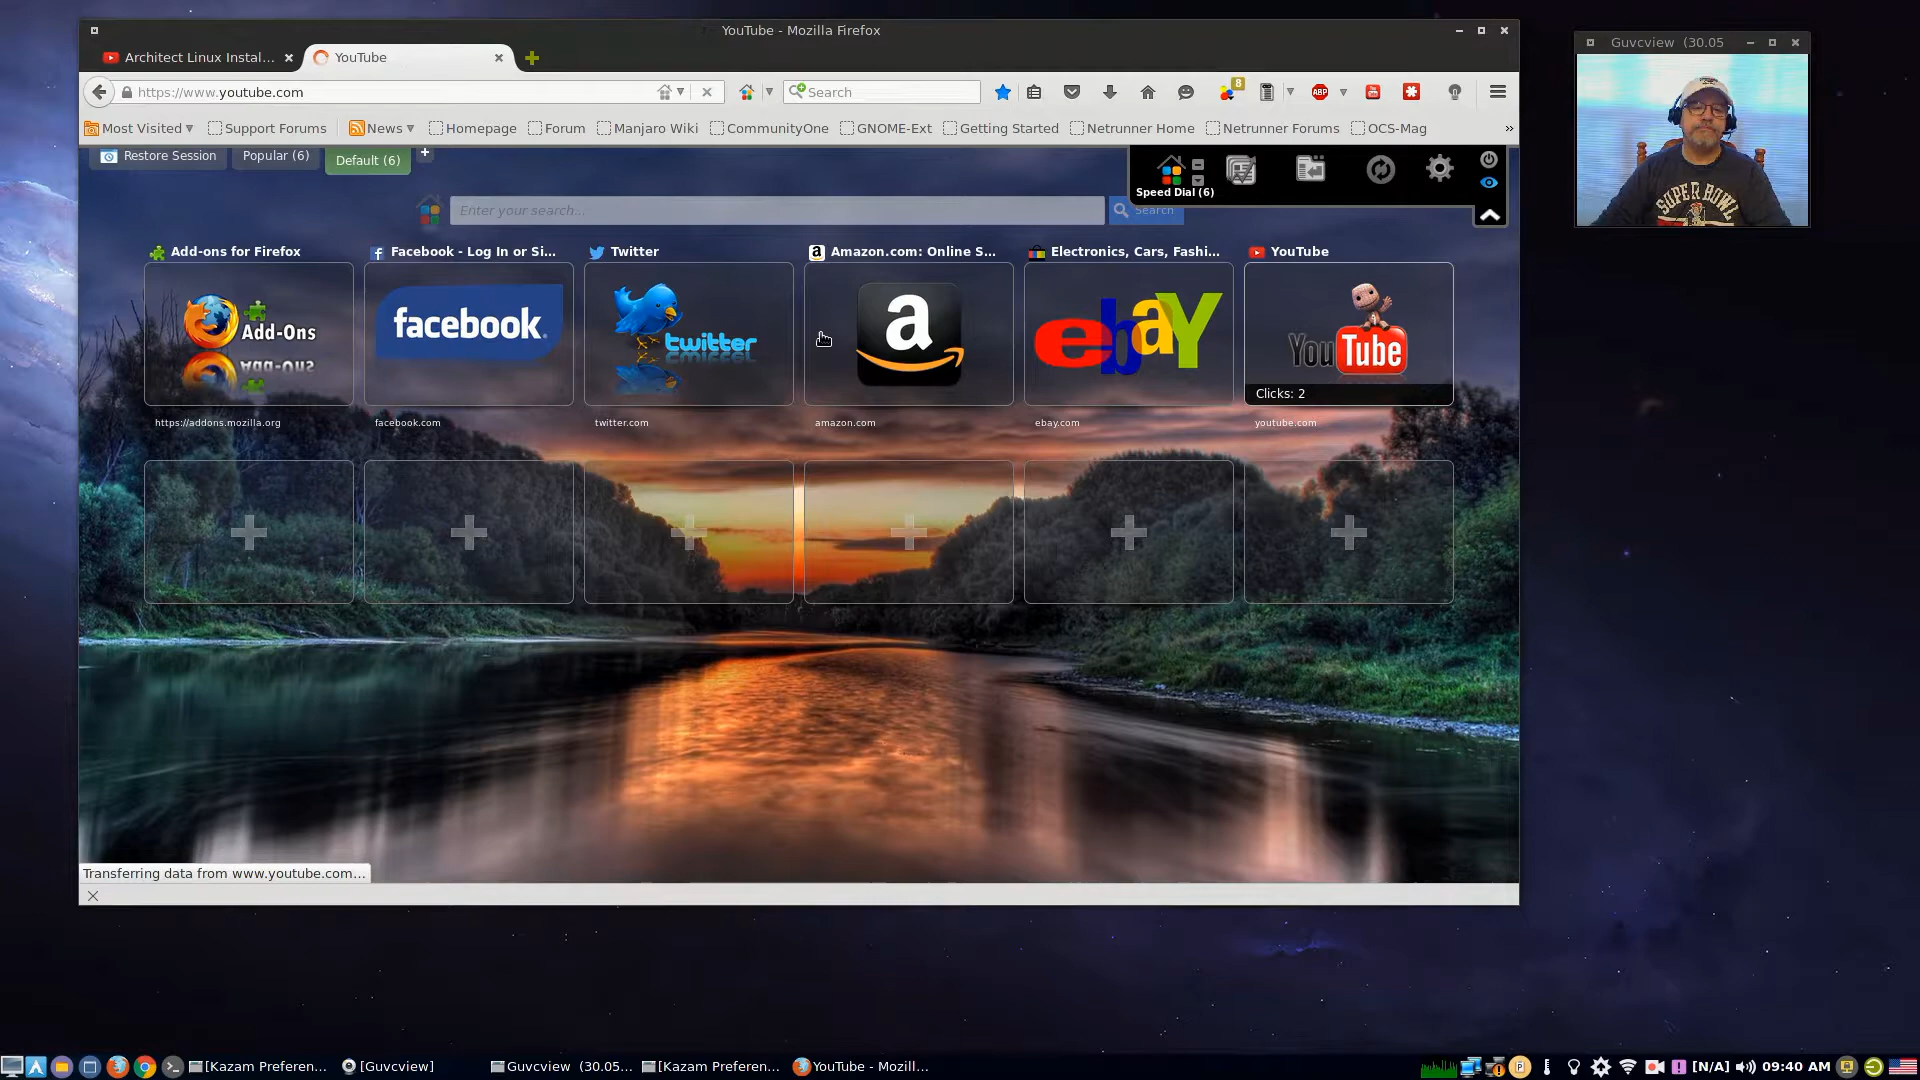 YouTube - Mozilla Firefox
Guvcview (30.05
Architect Linux Instal...
YouTube
https://www.youtube.com
Search
8
ABP
Most Visited
Support Forums
News
Homepage
Forum
Manjaro Wiki
CommunityOne
GNOME-Ext
Getting Started
Netrunner Home
Netrunner Forums
OCS-Mag
»
Restore Session
Popular (6)
Default (6)
+
Speed Dial (6)
Enter your search...
Search
SUPER BOWL
Add-ons for Firefox
Facebook - Log In or Si...
Twitter
Amazon.com: Online S...
Electronics, Cars, Fashi...
YouTube
Add-Ons
facebook.
twitter
a
ebay
YouTube
Clicks: 2
https://addons.mozilla.org
facebook.com
twitter.com
amazon.com
ebay.com
youtube.com
Transferring data from www.youtube.com...
[Kazam Preferen...
[Guvcview]
Guvcview (30.05...
[Kazam Preferen...
YouTube - Mozill...
[N/A]
09:40 AM